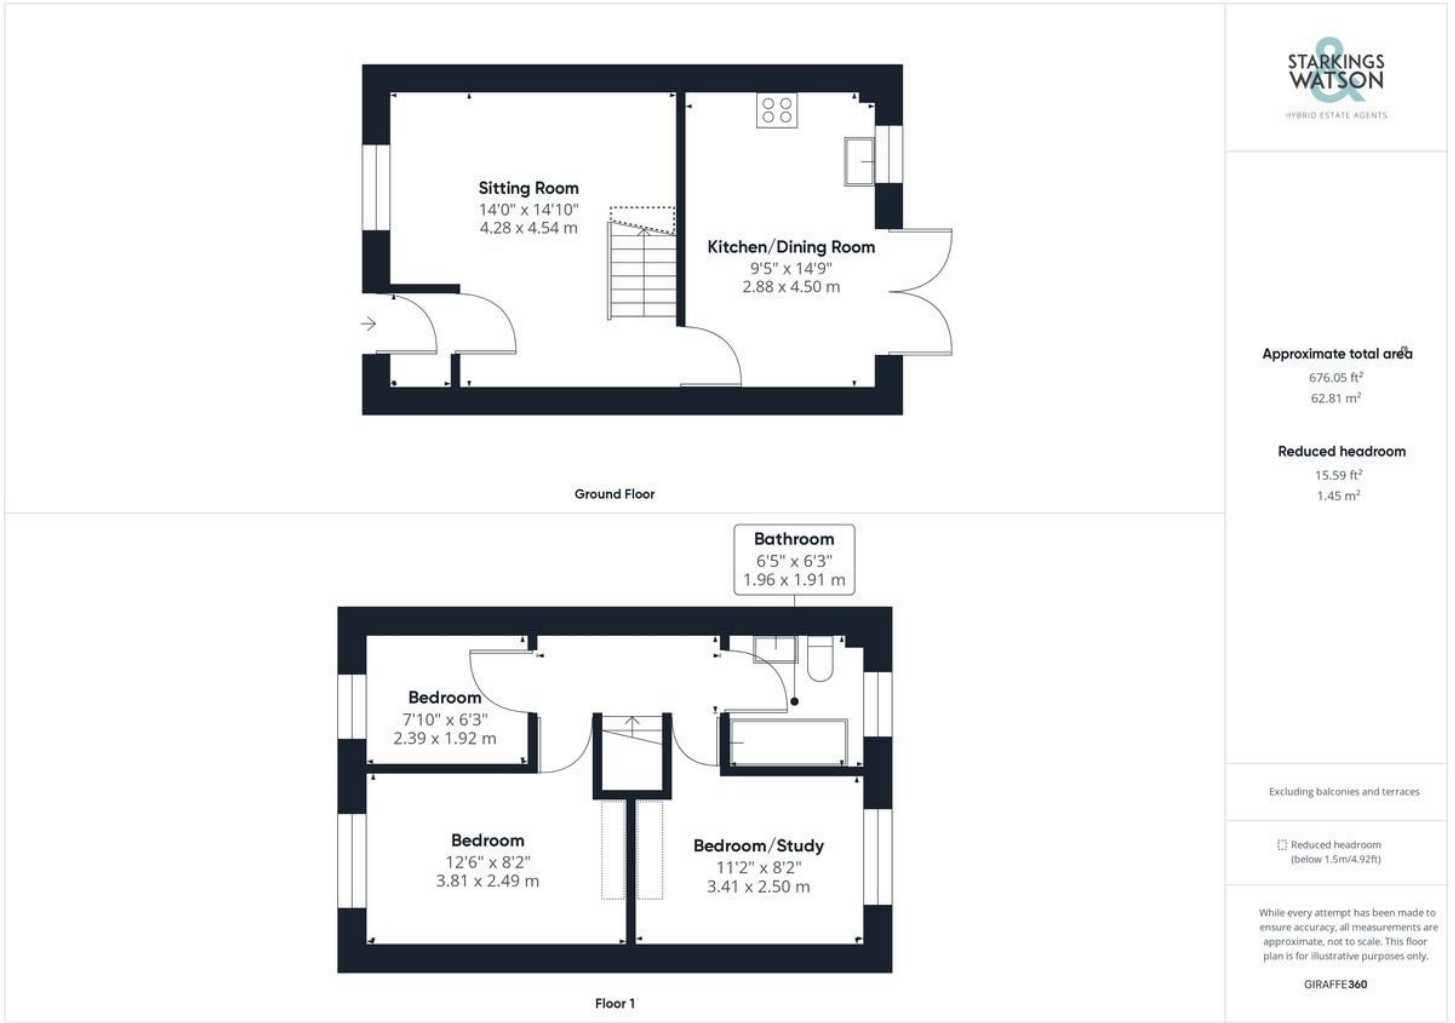 Sitting Room
14'0" x 14'10"
4.28 x 4.54 m
Kitchen/Dining Room
9'5" x 14'9"
2.88 x 4.50 m
Ground Floor
Bathroom
6'5" x 6'3"
1.96 x 1.91 m
Bedroom
7'10" x 6'3"
2.39 x 1.92 m
Bedroom
12'6" x 8'2"
3.81 x 2.49 m
Bedroom/Study
11'2" x 8'2"
3.41 x 2.50 m
Floor 1
&
STARKINGS
WATSON
HYBRID ESTATE AGENTS
Approximate total area
676.05 ft²
62.81 m²
Reduced headroom
15.59 ft²
1.45 m²
Excluding balconies and terraces
Reduced headroom
(below 1.5m/4.92ft)
While every attempt has been made to
ensure accuracy, all measurements are
approximate, not to scale. This floor
plan is for illustrative purposes only.
GIRAFFE360